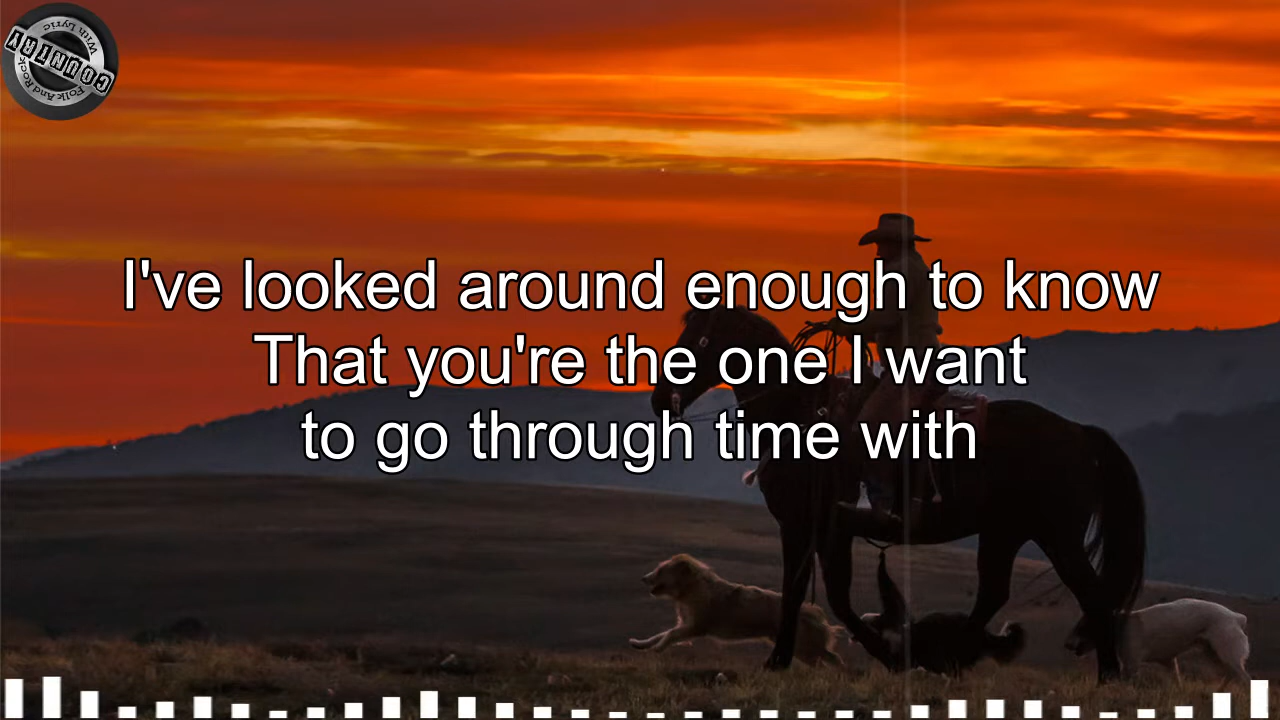 COUNTRY
With Lyric
Folk And Rock
I've looked around enough to know
That you're the one I want
to go through time with